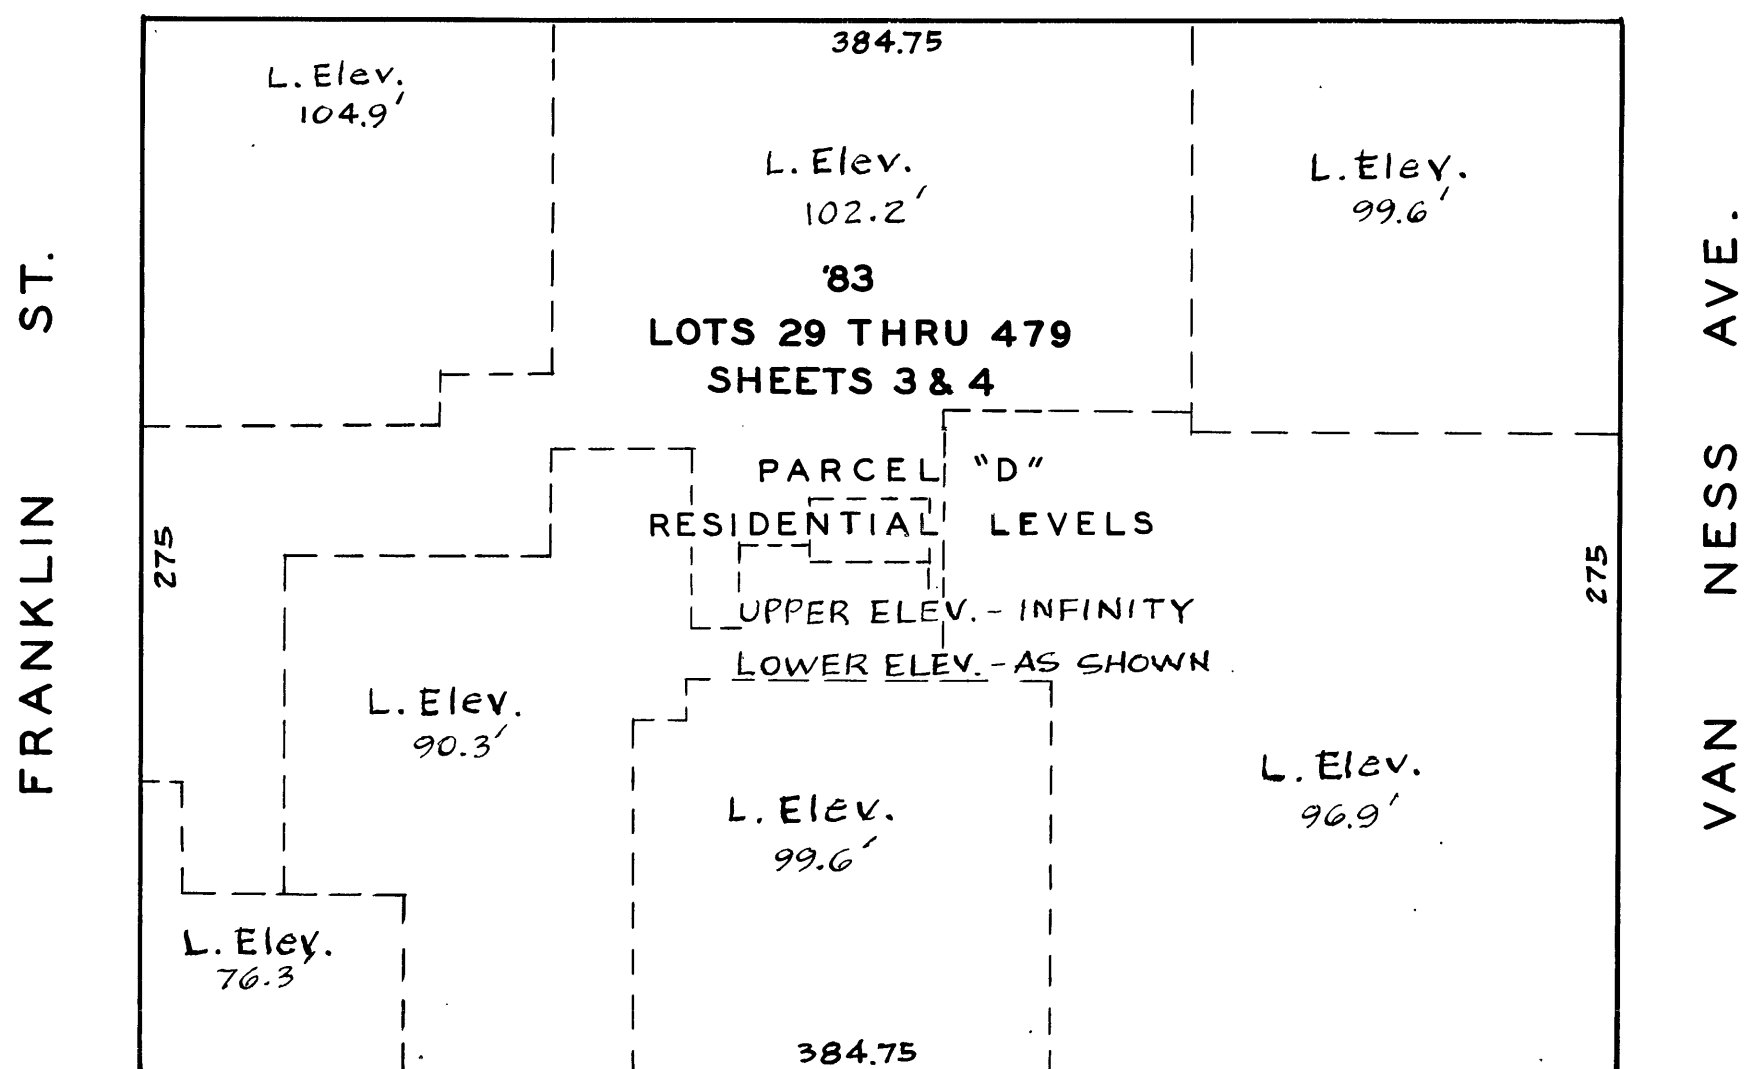 384.75
L. Elev.
104.9'
L. Elev.
102.2'
L. Elev.
99.6'
'83
LOTS 29 THRU 479
SHEETS 3 & 4
FRANKLIN ST.
VAN NESS AVE.
PARCEL "D"
RESIDENTIAL LEVELS
275
275
UPPER ELEV. - INFINITY
LOWER ELEV. - AS SHOWN
L. Elev.
90.3'
L. Elev.
99.6'
L. Elev.
96.9'
L. Elev.
76.3
384.75